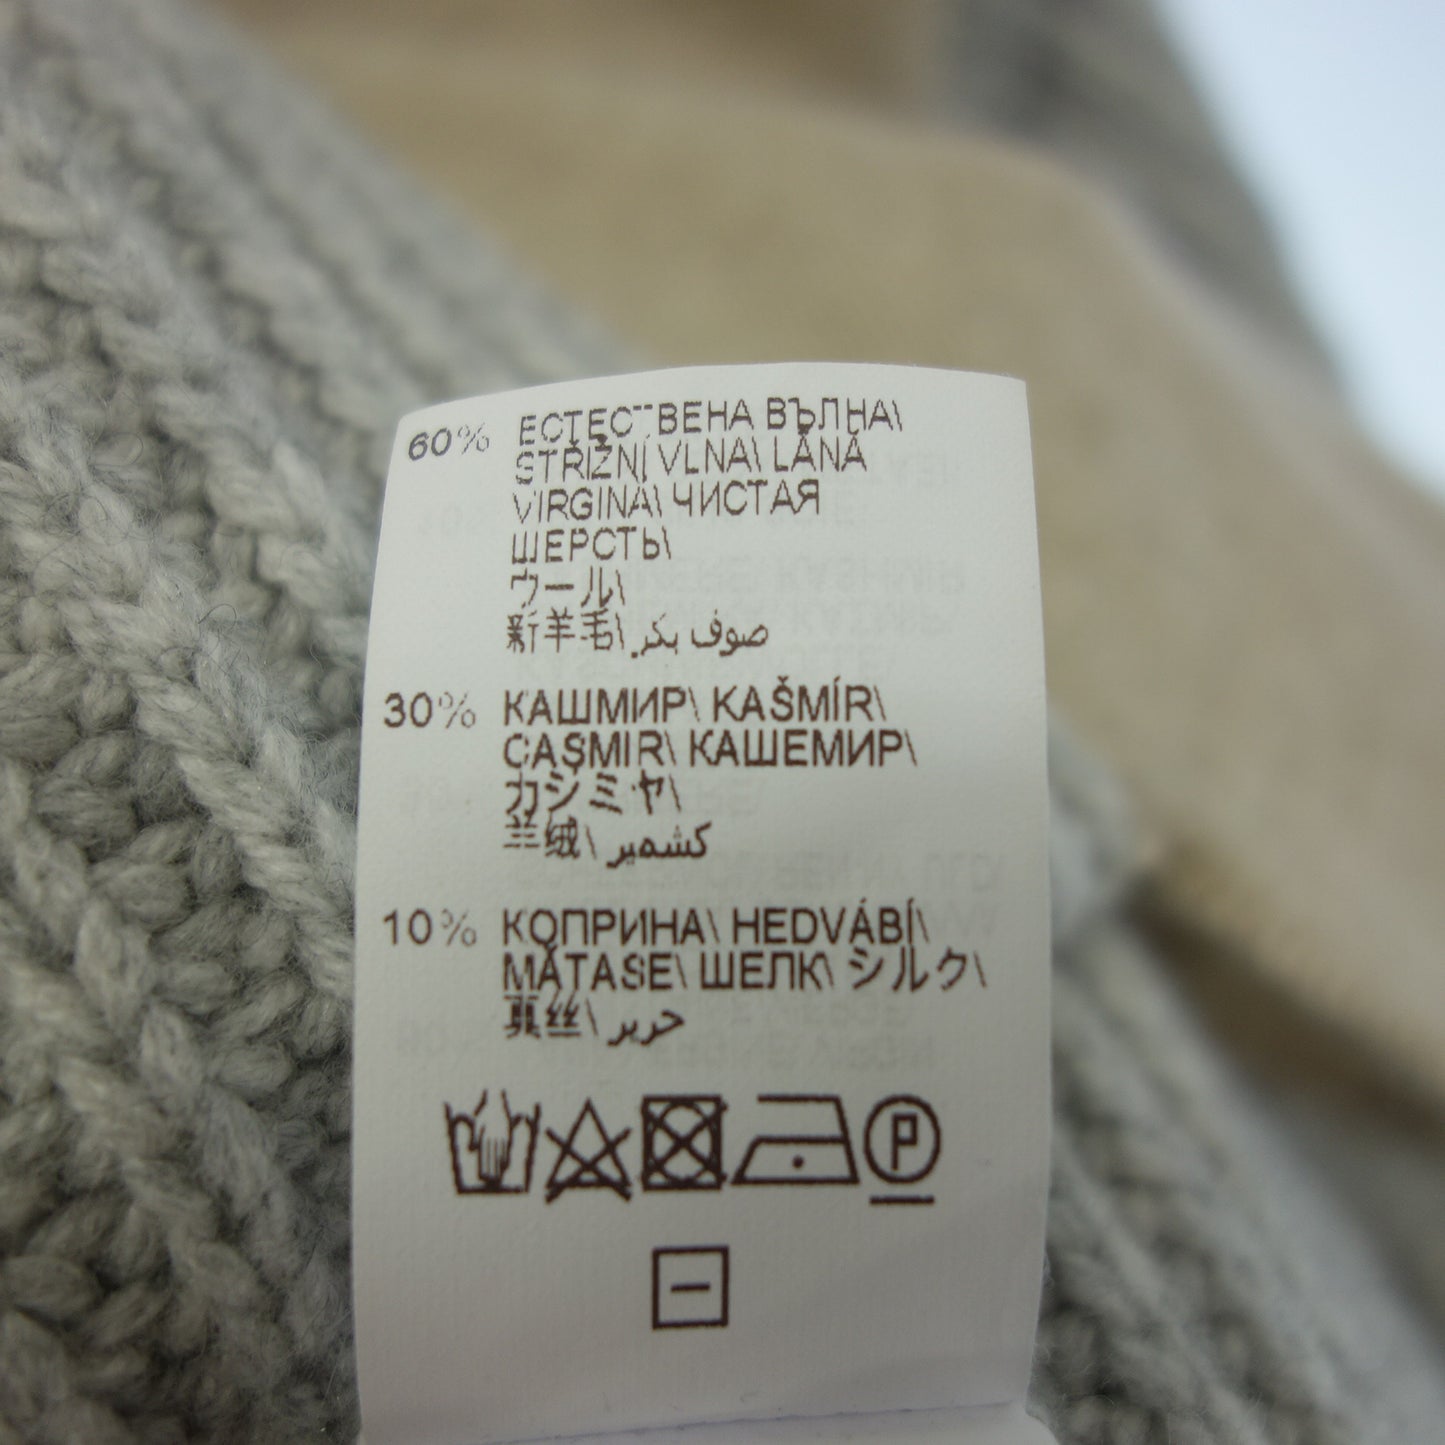 60% ЕСТЕСТВЕНА ВЪЛНА\
STŘIŽNÍ VLNA\ LÂNĂ
VIRGINĂ\ ЧИСТАЯ
ШЕРСТЬ\
ウール\
新羊毛\ صوف بكر
30% КАШМИР\ KAŠMÍR\
CAŞMIR\ КАШЕМИР\
カシミヤ\
羊绒\ كشمير
10% КОПРИНА\ HEDVÁBÍ\
MĂTASE\ ШЕЛК\ シルク\
真丝\ حرير
P